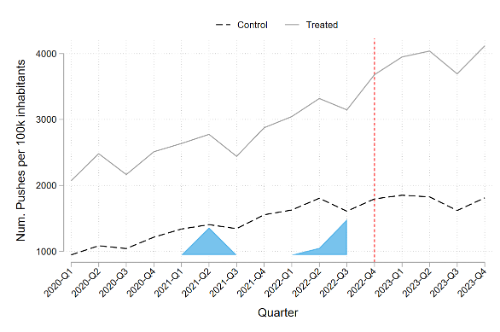 Control Treated
Num. Pushes per 100k inhabitants
4000
3000
2000
1000
2020-Q1
2020-Q2
2020-Q3
2020-Q4
2021-Q1
2021-Q2
2021-Q3
2021-Q4
2022-Q1
2022-Q2
2022-Q3
2022-Q4
2023-Q1
2023-Q2
2023-Q3
2023-Q4
Quarter